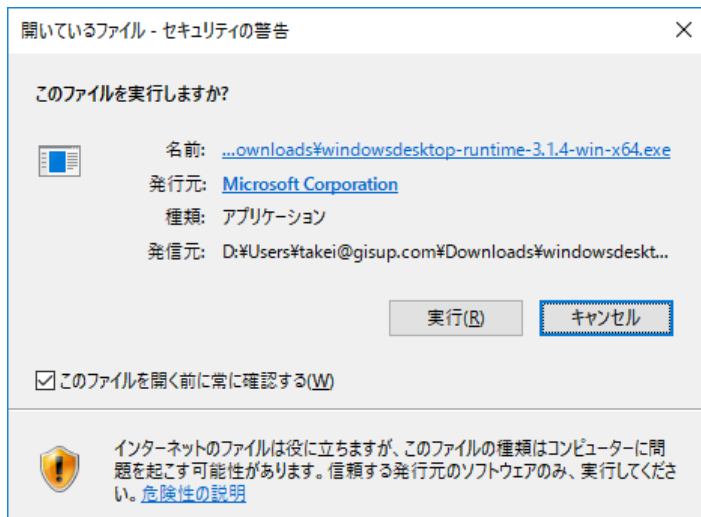 開いているファイル - セキュリティの警告
このファイルを実行しますか?
名前: ...ownloads¥windowsdesktop-runtime-3.1.4-win-x64.exe
発行元: Microsoft Corporation
種類: アプリケーション
発信元: D:¥Users¥takei@gisup.com¥Downloads¥windowsdeskt...
実行(R) キャンセル
このファイルを開く前に常に確認する(W)
インターネットのファイルは役に立ちますが、このファイルの種類はコンピューターに問
題を起こす可能性があります。信頼する発行元のソフトウェアのみ、実行してくださ
い。危険性の説明